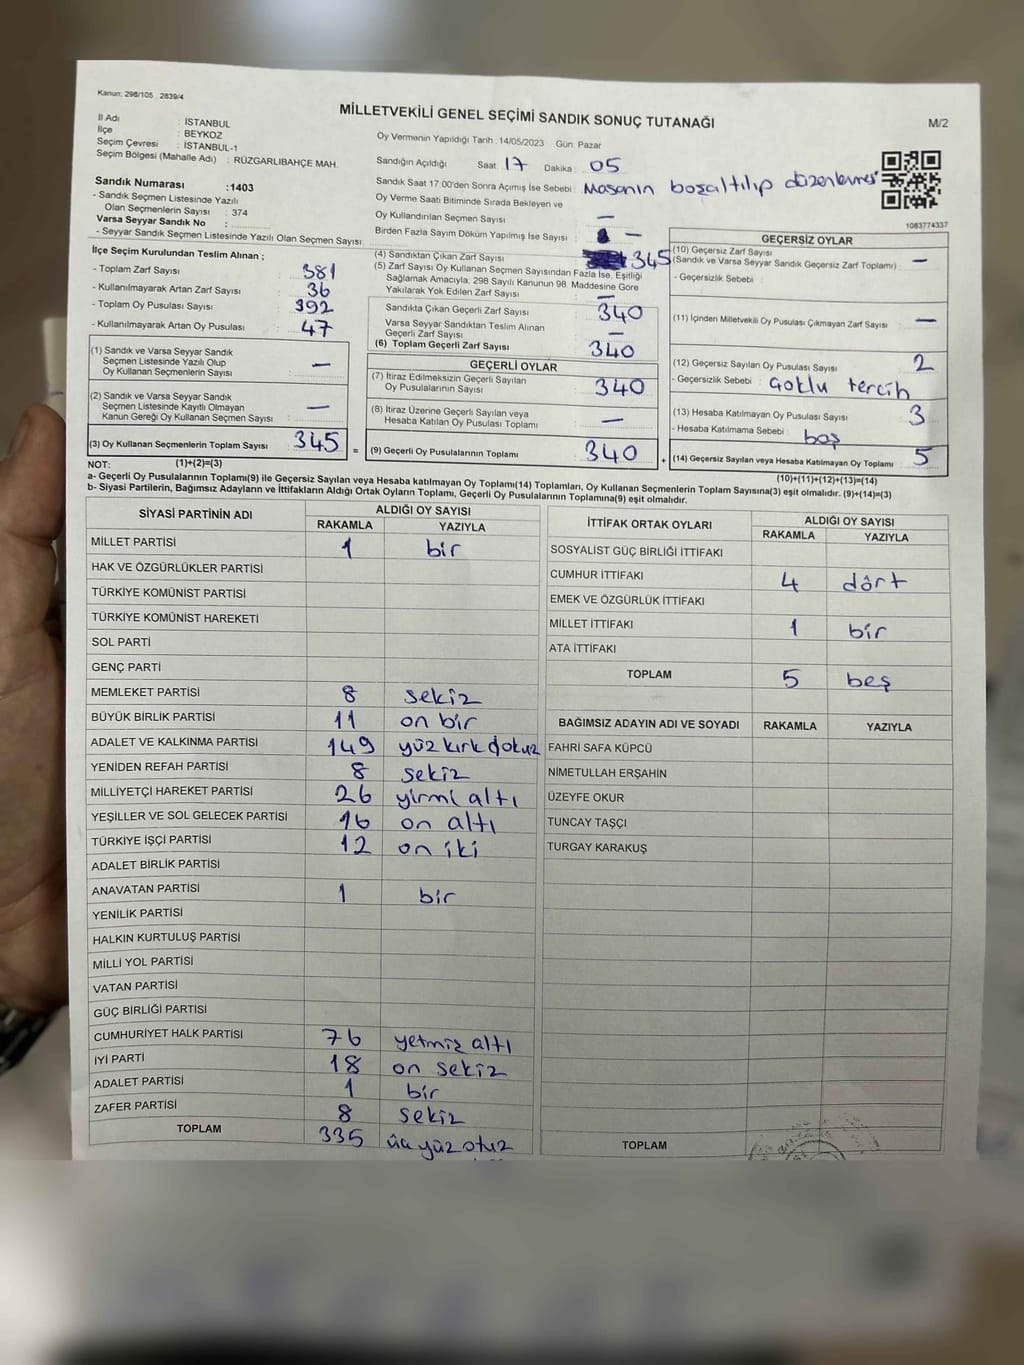 Kanun: 298/105 , 2839/4
MİLLETVEKİLİ GENEL SEÇİMİ SANDIK SONUÇ TUTANAĞI
M/2
İl Adı : İSTANBUL
İlçe : BEYKOZ
Seçim Çevresi : İSTANBUL-1
Seçim Bölgesi (Mahalle Adı) : RÜZGARLIBAHÇE MAH.
Oy Vermenin Yapıldığı Tarih : 14/05/2023 Gün: Pazar
Sandığın Açıldığı Saat : 17 Dakika : 05
Sandık Saat 17:00'den Sonra Açımış İse Sebebi : Masanın boşaltılıp düzenlenmesi
Oy Verme Saati Bitiminde Sırada Bekleyen ve
Oy Kullandırılan Seçmen Sayısı : —
Birden Fazla Sayım Döküm Yapılmış İse Sayısı : —
1083774337
Sandık Numarası :1403
- Sandık Seçmen Listesinde Yazılı
Olan Seçmenlerin Sayısı : 374
Varsa Seyyar Sandık No :
- Seyyar Sandık Seçmen Listesinde Yazılı Olan Seçmen Sayısı :
İlçe Seçim Kurulundan Teslim Alınan ;
- Toplam Zarf Sayısı : 381
- Kullanılmayarak Artan Zarf Sayısı : 36
- Toplam Oy Pusulası Sayısı : 392
- Kullanılmayarak Artan Oy Pusulası : 47
(1) Sandık ve Varsa Seyyar Sandık
Seçmen Listesinde Yazılı Olup
Oy Kullanan Seçmenlerin Sayısı : —
(2) Sandık ve Varsa Seyyar Sandık
Seçmen Listesinde Kayıtlı Olmayan
Kanun Gereği Oy Kullanan Seçmen Sayısı : —
(3) Oy Kullanan Seçmenlerin Toplam Sayısı : 345
(1)+(2)=(3)
(4) Sandıktan Çıkan Zarf Sayısı : 345
(5) Zarf Sayısı Oy Kullanan Seçmen Sayısından Fazla İse, Eşitliği
Sağlamak Amacıyla, 298 Sayılı Kanunun 98. Maddesine Göre
Yakılarak Yok Edilen Zarf Sayısı : —
Sandıkta Çıkan Geçerli Zarf Sayısı : 340
Varsa Seyyar Sandıktan Teslim Alınan
Geçerli Zarf Sayısı : —
(6) Toplam Geçerli Zarf Sayısı : 340
GEÇERLİ OYLAR
(7) İtiraz Edilmeksizin Geçerli Sayılan
Oy Pusulalarının Sayısı : 340
(8) İtiraz Üzerine Geçerli Sayılan veya
Hesaba Katılan Oy Pusulası Toplamı : —
= (9) Geçerli Oy Pusulalarının Toplamı : 340 +
GEÇERSİZ OYLAR
(10) Geçersiz Zarf Sayısı
(Sandık ve Varsa Seyyar Sandık Geçersiz Zarf Toplamı) : —
- Geçersizlik Sebebi :
(11) İçinden Milletvekili Oy Pusulası Çıkmayan Zarf Sayısı : —
(12) Geçersiz Sayılan Oy Pusulası Sayısı : 2
- Geçersizlik Sebebi : Çoklu tercih
(13) Hesaba Katılmayan Oy Pusulası Sayısı : 3
- Hesaba Katılmama Sebebi : boş
(14) Geçersiz Sayılan veya Hesaba Katılmayan Oy Toplamı : 5
(10)+(11)+(12)+(13)=(14)
NOT:
a- Geçerli Oy Pusulalarının Toplamı(9) ile Geçersiz Sayılan veya Hesaba katılmayan Oy Toplamı(14) Toplamları, Oy Kullanan Seçmenlerin Toplam Sayısına(3) eşit olmalıdır. (9)+(14)=(3)
b- Siyasi Partilerin, Bağımsız Adayların ve İttifakların Aldığı Ortak Oyların Toplamı, Geçerli Oy Pusulalarının Toplamına(9) eşit olmalıdır.
SİYASİ PARTİNİN ADI ALDIĞI OY SAYISI
RAKAMLA YAZIYLA
MİLLET PARTİSİ 1 bir
HAK VE ÖZGÜRLÜKLER PARTİSİ
TÜRKİYE KOMÜNİST PARTİSİ
TÜRKİYE KOMÜNİST HAREKETİ
SOL PARTİ
GENÇ PARTİ
MEMLEKET PARTİSİ 8 sekiz
BÜYÜK BİRLİK PARTİSİ 11 on bir
ADALET VE KALKINMA PARTİSİ 149 yüz kırk dokuz
YENİDEN REFAH PARTİSİ 8 sekiz
MİLLİYETÇİ HAREKET PARTİSİ 26 yirmi altı
YEŞİLLER VE SOL GELECEK PARTİSİ 16 on altı
TÜRKİYE İŞÇİ PARTİSİ 12 on iki
ADALET BİRLİK PARTİSİ
ANAVATAN PARTİSİ 1 bir
YENİLİK PARTİSİ
HALKIN KURTULUŞ PARTİSİ
MİLLİ YOL PARTİSİ
VATAN PARTİSİ
GÜÇ BİRLİĞİ PARTİSİ
CUMHURİYET HALK PARTİSİ 76 yetmiş altı
İYİ PARTİ 18 on sekiz
ADALET PARTİSİ 1 bir
ZAFER PARTİSİ 8 sekiz
TOPLAM 335 üç yüz otuz
İTTİFAK ORTAK OYLARI ALDIĞI OY SAYISI
RAKAMLA YAZIYLA
SOSYALİST GÜÇ BİRLİĞİ İTTİFAKI
CUMHUR İTTİFAKI 4 dört
EMEK VE ÖZGÜRLÜK İTTİFAKI
MİLLET İTTİFAKI 1 bir
ATA İTTİFAKI
TOPLAM 5 beş
BAĞIMSIZ ADAYIN ADI VE SOYADI RAKAMLA YAZIYLA
FAHRİ SAFA KÜPCÜ
NİMETULLAH ERŞAHİN
ÜZEYFE OKUR
TUNCAY TAŞÇI
TURGAY KARAKUŞ
TOPLAM